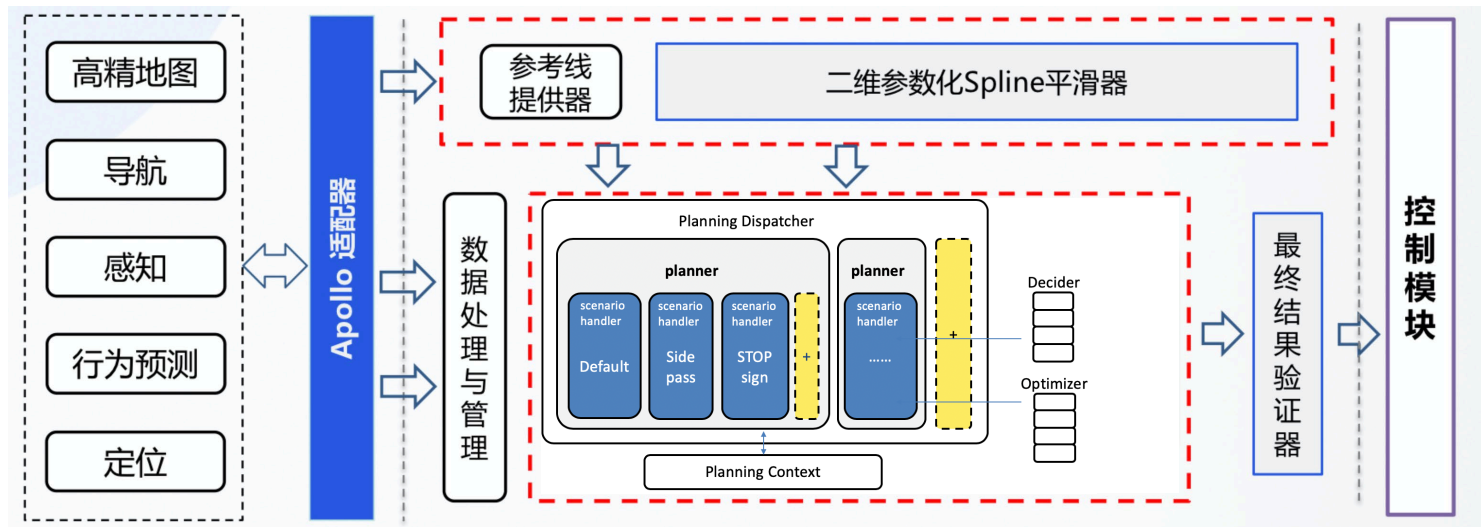 高精地图
导航
感知
行为预测
定位
Apollo 适配器
参考线
提供器
二维参数化Spline平滑器
数据处理与管理
Planning Dispatcher
planner
scenario
handler
Default
scenario
handler
Side
pass
scenario
handler
STOP
sign
+
planner
scenario
handler
......
+
Planning Context
Decider
Optimizer
最终结果验证器
控制模块